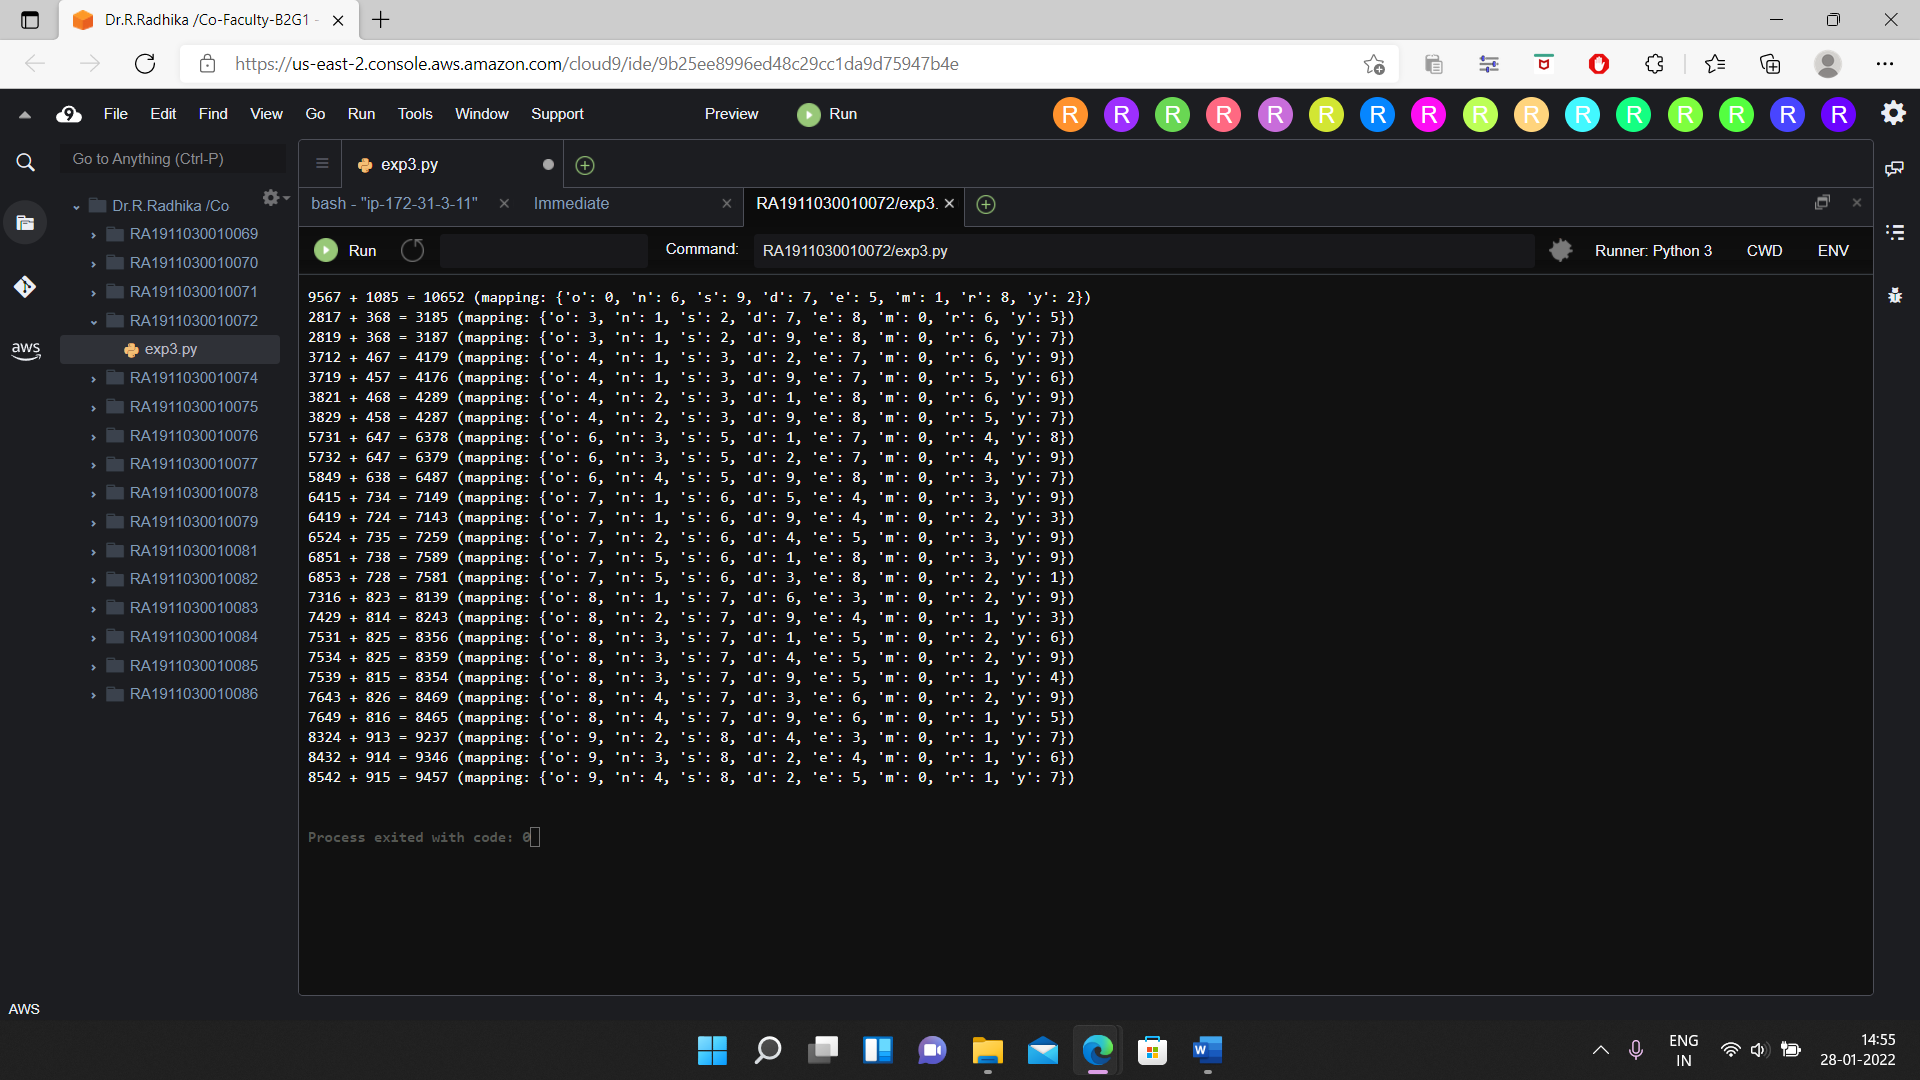 Dr.R.Radhika /Co-Faculty-B2G1 -
https://us-east-2.console.aws.amazon.com/cloud9/ide/9b25ee8996ed48c29cc1da9d75947b4e
9 File Edit Find View Go Run Tools Window Support Preview Run R R R R R R R R R R R R R R R R
Go to Anything (Ctrl-P)
exp3.py
bash - "ip-172-31-3-11" Immediate RA1911030010072/exp3.
Run Command: RA1911030010072/exp3.py Runner: Python 3 CWD ENV
Dr.R.Radhika /Co
RA1911030010069
RA1911030010070
RA1911030010071
RA1911030010072
exp3.py
RA1911030010074
RA1911030010075
RA1911030010076
RA1911030010077
RA1911030010078
RA1911030010079
RA1911030010081
RA1911030010082
RA1911030010083
RA1911030010084
RA1911030010085
RA1911030010086
aws
AWS
9567 + 1085 = 10652 (mapping: {'o': 0, 'n': 6, 's': 9, 'd': 7, 'e': 5, 'm': 1, 'r': 8, 'y': 2})
2817 + 368 = 3185 (mapping: {'o': 3, 'n': 1, 's': 2, 'd': 7, 'e': 8, 'm': 0, 'r': 6, 'y': 5})
2819 + 368 = 3187 (mapping: {'o': 3, 'n': 1, 's': 2, 'd': 9, 'e': 8, 'm': 0, 'r': 6, 'y': 7})
3712 + 467 = 4179 (mapping: {'o': 4, 'n': 1, 's': 3, 'd': 2, 'e': 7, 'm': 0, 'r': 6, 'y': 9})
3719 + 457 = 4176 (mapping: {'o': 4, 'n': 1, 's': 3, 'd': 9, 'e': 7, 'm': 0, 'r': 5, 'y': 6})
3821 + 468 = 4289 (mapping: {'o': 4, 'n': 2, 's': 3, 'd': 1, 'e': 8, 'm': 0, 'r': 6, 'y': 9})
3829 + 458 = 4287 (mapping: {'o': 4, 'n': 2, 's': 3, 'd': 9, 'e': 8, 'm': 0, 'r': 5, 'y': 7})
5731 + 647 = 6378 (mapping: {'o': 6, 'n': 3, 's': 5, 'd': 1, 'e': 7, 'm': 0, 'r': 4, 'y': 8})
5732 + 647 = 6379 (mapping: {'o': 6, 'n': 3, 's': 5, 'd': 2, 'e': 7, 'm': 0, 'r': 4, 'y': 9})
5849 + 638 = 6487 (mapping: {'o': 6, 'n': 4, 's': 5, 'd': 9, 'e': 8, 'm': 0, 'r': 3, 'y': 7})
6415 + 734 = 7149 (mapping: {'o': 7, 'n': 1, 's': 6, 'd': 5, 'e': 4, 'm': 0, 'r': 3, 'y': 9})
6419 + 724 = 7143 (mapping: {'o': 7, 'n': 1, 's': 6, 'd': 9, 'e': 4, 'm': 0, 'r': 2, 'y': 3})
6524 + 735 = 7259 (mapping: {'o': 7, 'n': 2, 's': 6, 'd': 4, 'e': 5, 'm': 0, 'r': 3, 'y': 9})
6851 + 738 = 7589 (mapping: {'o': 7, 'n': 5, 's': 6, 'd': 1, 'e': 8, 'm': 0, 'r': 3, 'y': 9})
6853 + 728 = 7581 (mapping: {'o': 7, 'n': 5, 's': 6, 'd': 3, 'e': 8, 'm': 0, 'r': 2, 'y': 1})
7316 + 823 = 8139 (mapping: {'o': 8, 'n': 1, 's': 7, 'd': 6, 'e': 3, 'm': 0, 'r': 2, 'y': 9})
7429 + 814 = 8243 (mapping: {'o': 8, 'n': 2, 's': 7, 'd': 9, 'e': 4, 'm': 0, 'r': 1, 'y': 3})
7531 + 825 = 8356 (mapping: {'o': 8, 'n': 3, 's': 7, 'd': 1, 'e': 5, 'm': 0, 'r': 2, 'y': 6})
7534 + 825 = 8359 (mapping: {'o': 8, 'n': 3, 's': 7, 'd': 4, 'e': 5, 'm': 0, 'r': 2, 'y': 9})
7539 + 815 = 8354 (mapping: {'o': 8, 'n': 3, 's': 7, 'd': 9, 'e': 5, 'm': 0, 'r': 1, 'y': 4})
7643 + 826 = 8469 (mapping: {'o': 8, 'n': 4, 's': 7, 'd': 3, 'e': 6, 'm': 0, 'r': 2, 'y': 9})
7649 + 816 = 8465 (mapping: {'o': 8, 'n': 4, 's': 7, 'd': 9, 'e': 6, 'm': 0, 'r': 1, 'y': 5})
8324 + 913 = 9237 (mapping: {'o': 9, 'n': 2, 's': 8, 'd': 4, 'e': 3, 'm': 0, 'r': 1, 'y': 7})
8432 + 914 = 9346 (mapping: {'o': 9, 'n': 3, 's': 8, 'd': 2, 'e': 4, 'm': 0, 'r': 1, 'y': 6})
8542 + 915 = 9457 (mapping: {'o': 9, 'n': 4, 's': 8, 'd': 2, 'e': 5, 'm': 0, 'r': 1, 'y': 7})
Process exited with code: 0
W
ENG
IN
14:55
28-01-2022